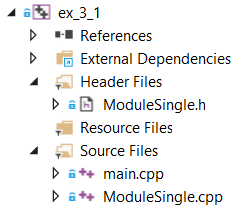 ex_3_1
References
External Dependencies
Header Files
ModuleSingle.h
Resource Files
Source Files
main.cpp
ModuleSingle.cpp